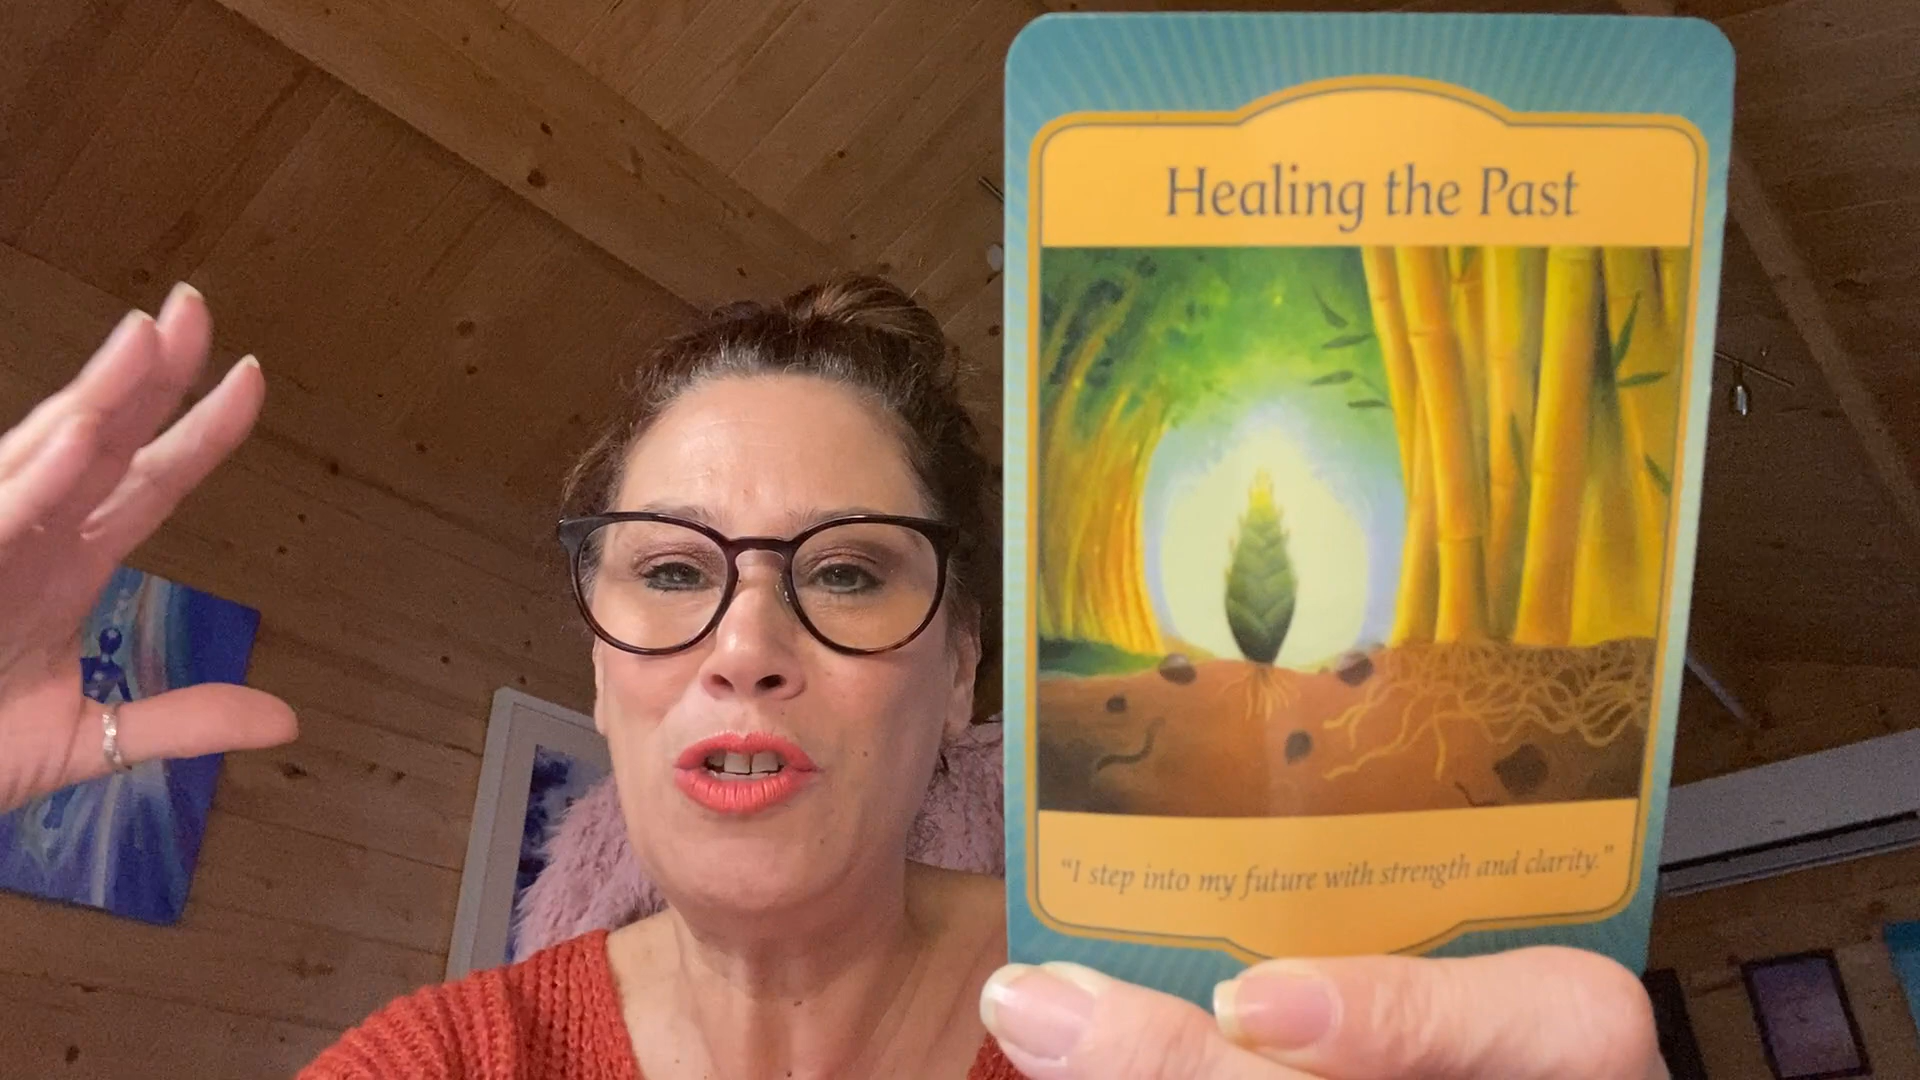 Healing the Past
"I step into my future with strength and clarity."